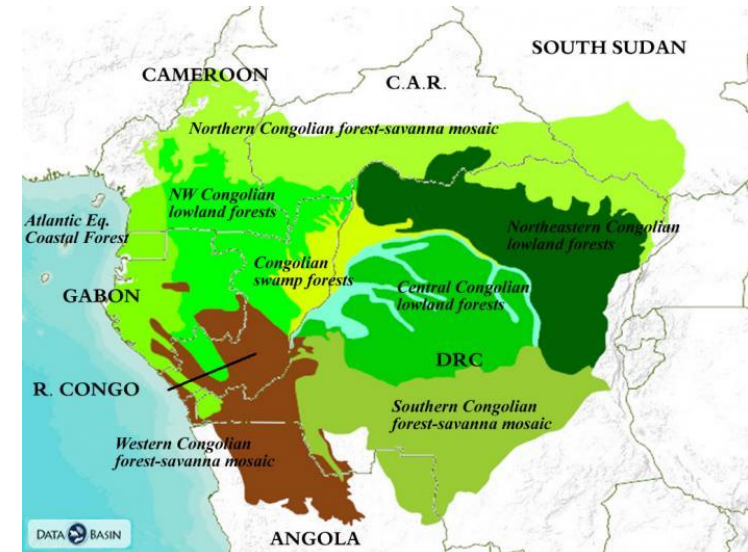 SOUTH SUDAN
CAMEROON
C.A.R.
Northern Congolian forest-savanna mosaic
NW Congolian
lowland forests
Atlantic Eq.
Coastal Forest
Northeastern Congolian
lowland forests
Congolian
swamp forests
Central Congolian
lowland forests
GABON
DRC
R. CONGO
Southern Congolian
forest-savanna mosaic
Western Congolian
forest-savanna mosaic
ANGOLA
DATA BASIN